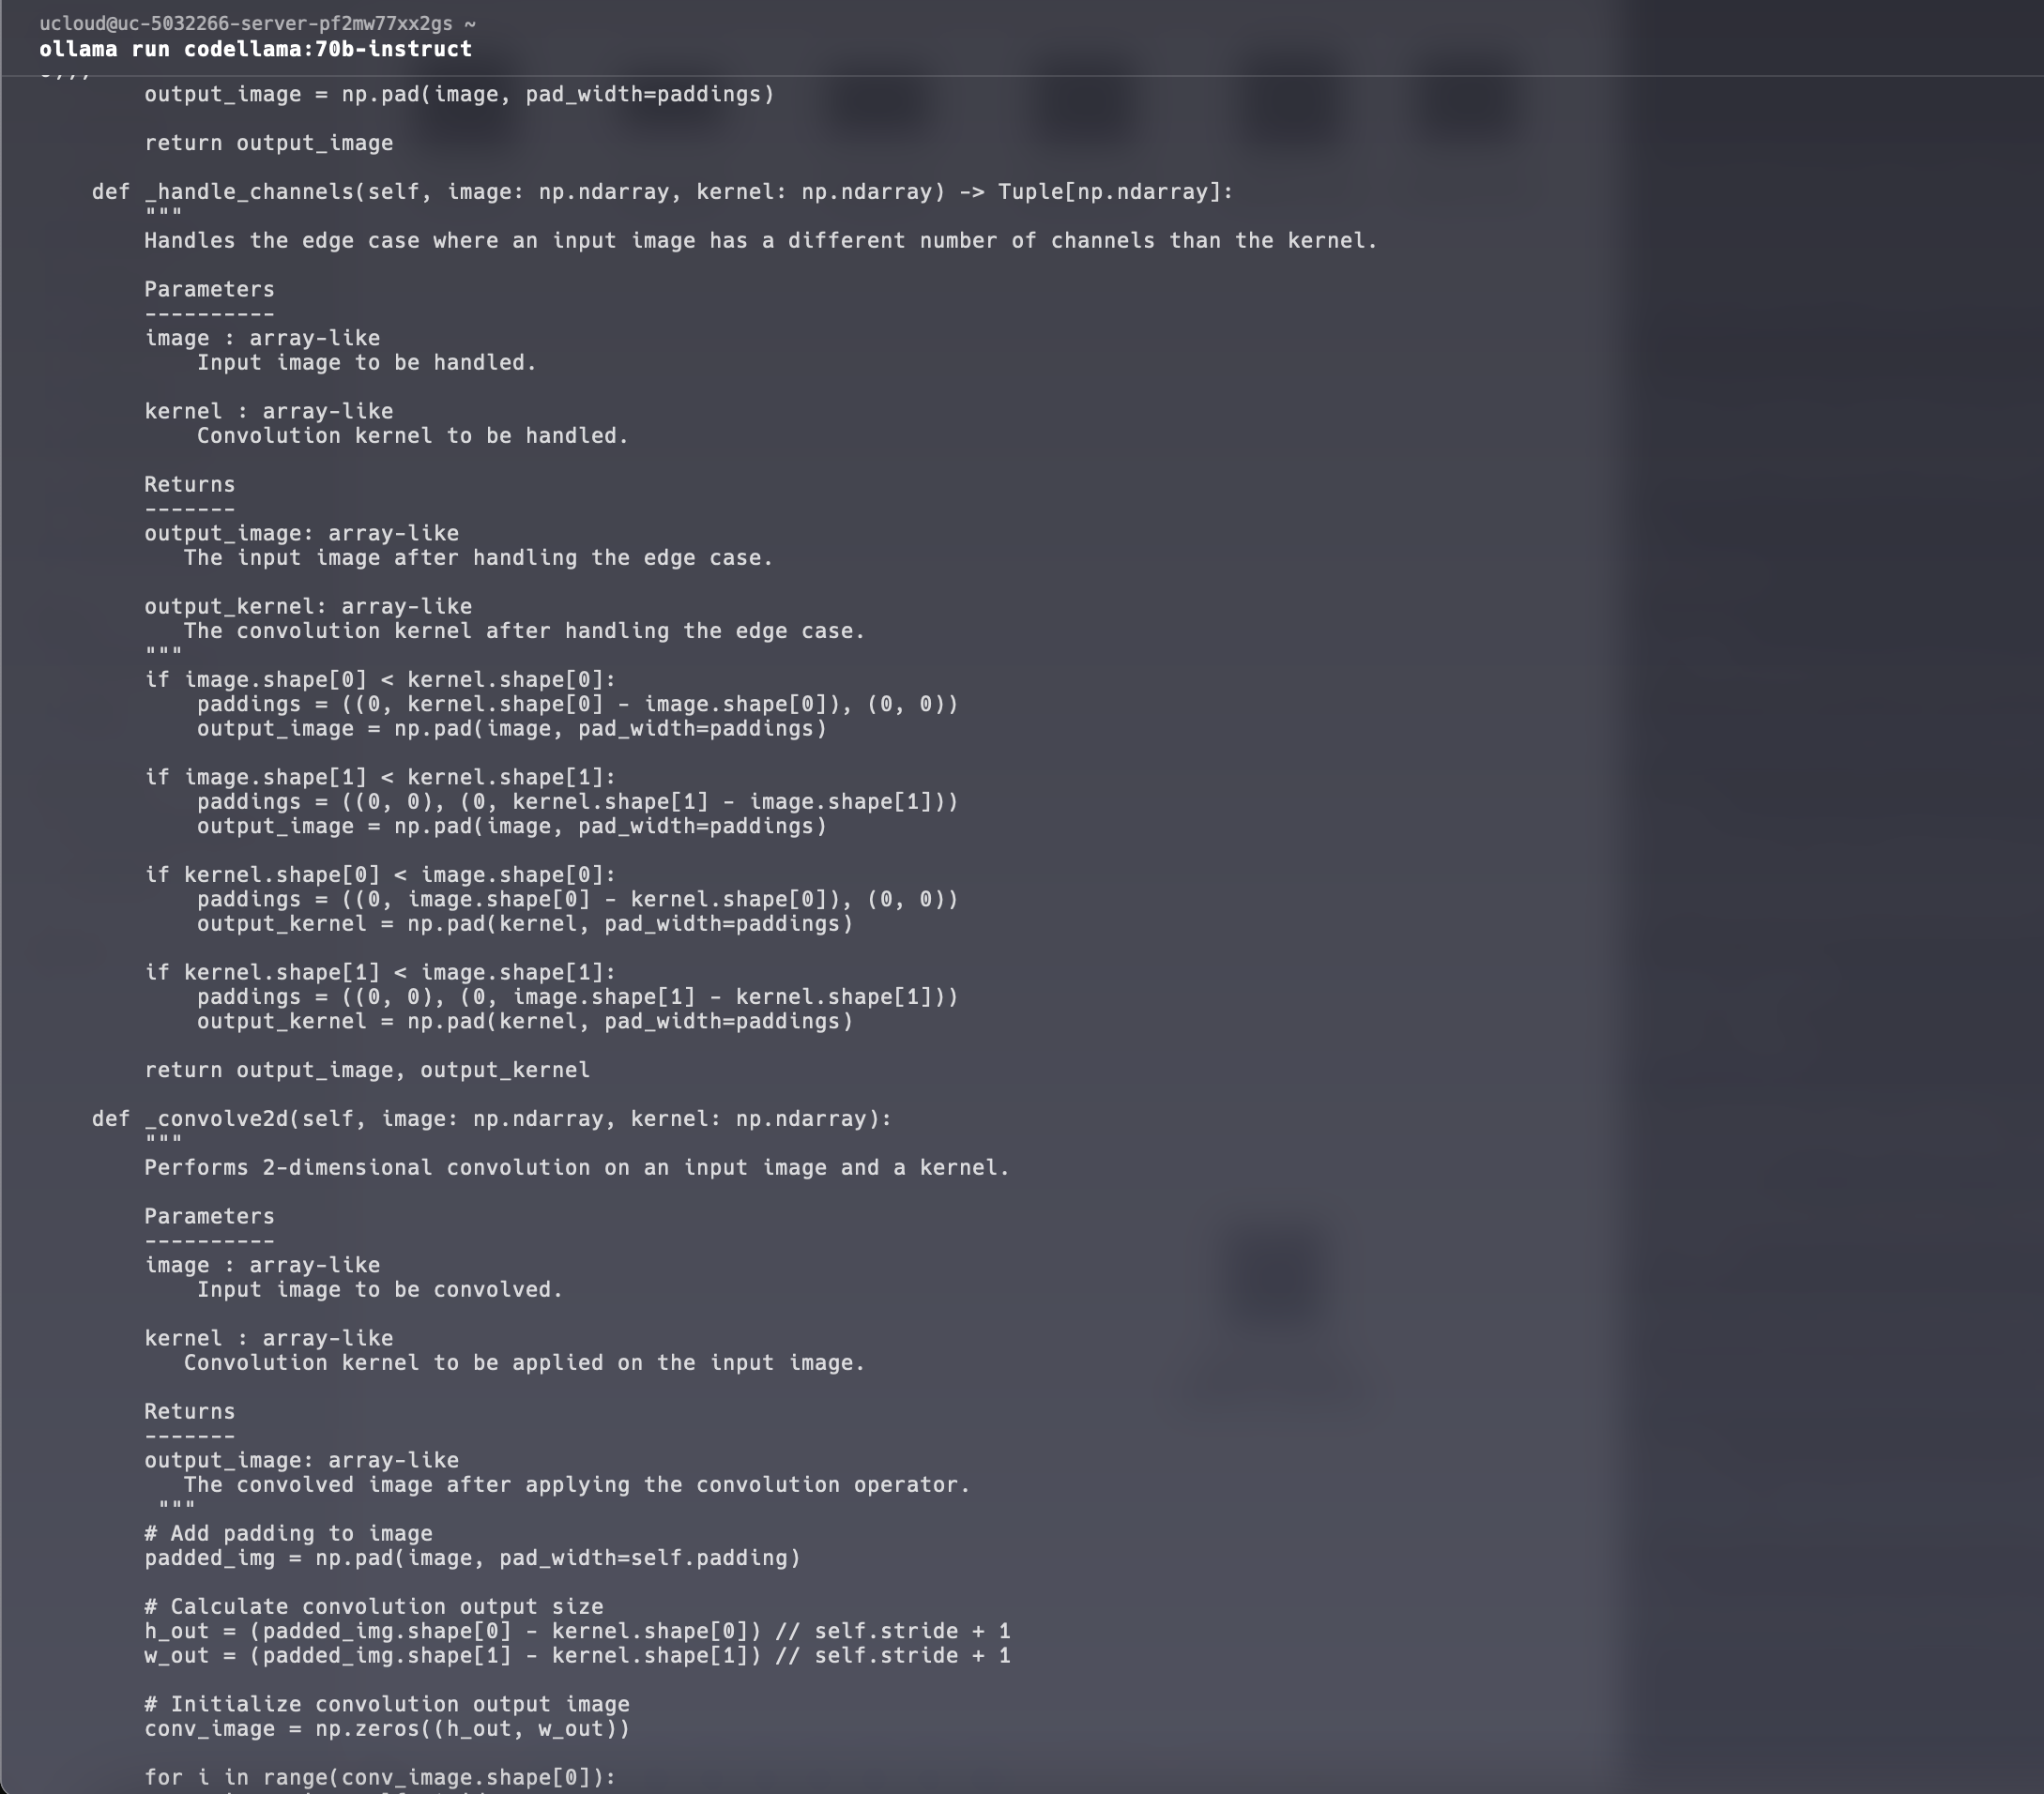 ucloud@uc-5032266-server-pf2mw77xx2gs ~
ollama run codellama:70b-instruct
        output_image = np.pad(image, pad_width=paddings)

        return output_image

    def _handle_channels(self, image: np.ndarray, kernel: np.ndarray) -> Tuple[np.ndarray]:
        """
        Handles the edge case where an input image has a different number of channels than the kernel.

        Parameters
        ----------
        image : array-like
            Input image to be handled.

        kernel : array-like
            Convolution kernel to be handled.

        Returns
        -------
        output_image: array-like
           The input image after handling the edge case.

        output_kernel: array-like
           The convolution kernel after handling the edge case.
        """
        if image.shape[0] < kernel.shape[0]:
            paddings = ((0, kernel.shape[0] - image.shape[0]), (0, 0))
            output_image = np.pad(image, pad_width=paddings)

        if image.shape[1] < kernel.shape[1]:
            paddings = ((0, 0), (0, kernel.shape[1] - image.shape[1]))
            output_image = np.pad(image, pad_width=paddings)

        if kernel.shape[0] < image.shape[0]:
            paddings = ((0, image.shape[0] - kernel.shape[0]), (0, 0))
            output_kernel = np.pad(kernel, pad_width=paddings)

        if kernel.shape[1] < image.shape[1]:
            paddings = ((0, 0), (0, image.shape[1] - kernel.shape[1]))
            output_kernel = np.pad(kernel, pad_width=paddings)

        return output_image, output_kernel

    def _convolve2d(self, image: np.ndarray, kernel: np.ndarray):
        """
        Performs 2-dimensional convolution on an input image and a kernel.

        Parameters
        ----------
        image : array-like
            Input image to be convolved.

        kernel : array-like
           Convolution kernel to be applied on the input image.

        Returns
        -------
        output_image: array-like
           The convolved image after applying the convolution operator.
         """
        # Add padding to image
        padded_img = np.pad(image, pad_width=self.padding)

        # Calculate convolution output size
        h_out = (padded_img.shape[0] - kernel.shape[0]) // self.stride + 1
        w_out = (padded_img.shape[1] - kernel.shape[1]) // self.stride + 1

        # Initialize convolution output image
        conv_image = np.zeros((h_out, w_out))

        for i in range(conv_image.shape[0]):